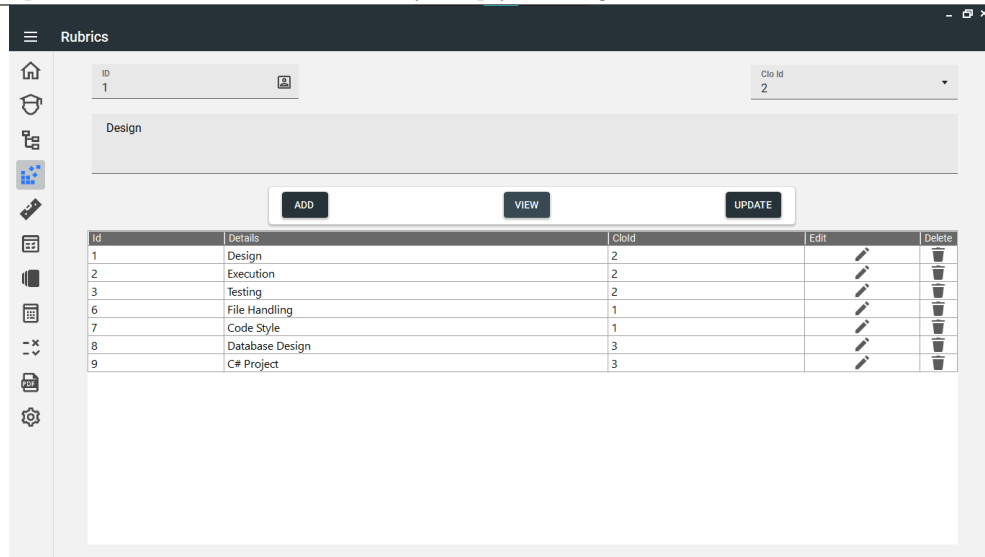 Rubrics
ID
1
Clo Id
2
Design
ADD VIEW UPDATE
Id Details CloId Edit Delete
1 Design 2
2 Execution 2
3 Testing 2
6 File Handling 1
7 Code Style 1
8 Database Design 3
9 C# Project 3
PDF